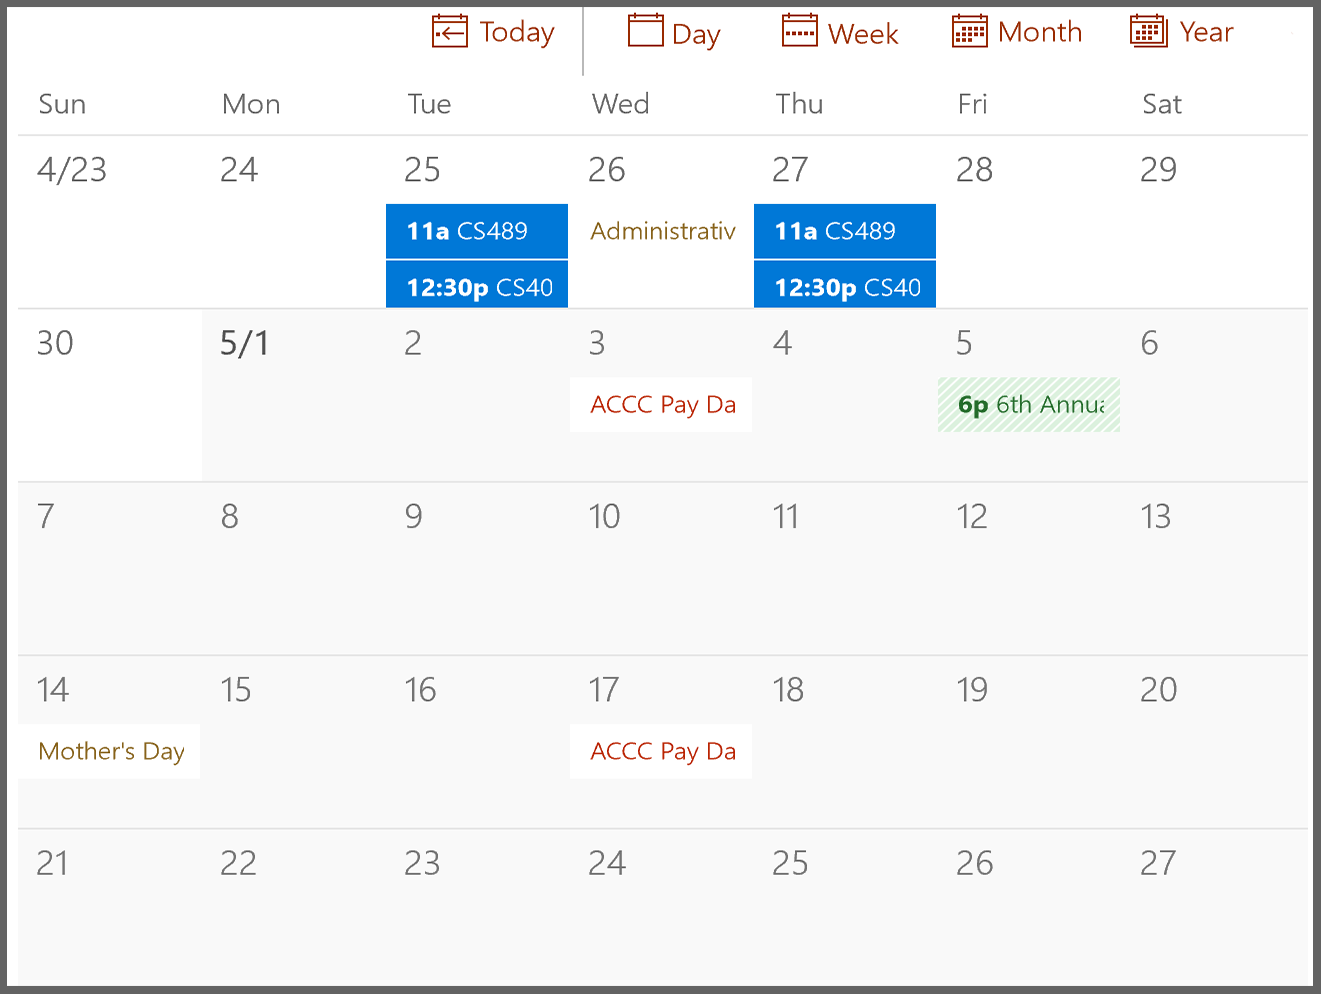 Today Day Week Month Year
Sun Mon Tue Wed Thu Fri Sat
4/23 24 25 26 27 28 29
11a CS489 Administrativ 11a CS489
12:30p CS40 12:30p CS40
30 5/1 2 3 4 5 6
ACCC Pay Da 6p 6th Annua
7 8 9 10 11 12 13
14 15 16 17 18 19 20
Mother's Day ACCC Pay Da
21 22 23 24 25 26 27